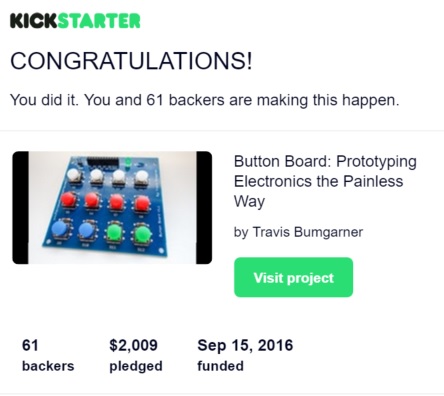 KICKSTARTER
CONGRATULATIONS!
You did it. You and 61 backers are making this happen.
Button Board: Prototyping
Electronics the Painless
Way
by Travis Bumgarner
Visit project
61
backers
$2,009
pledged
Sep 15, 2016
funded